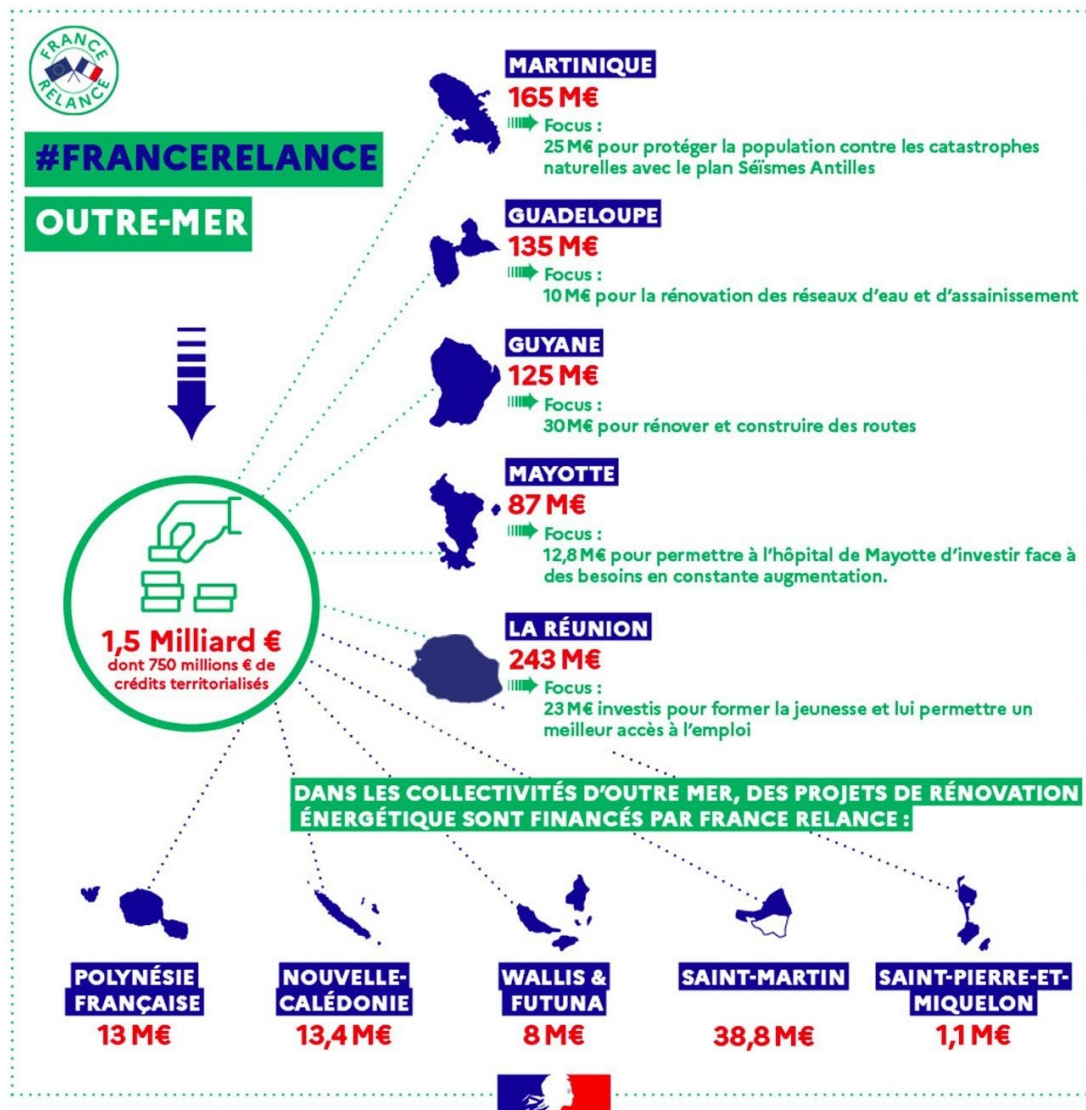 FRANCE
RELANCE
#FRANCERELANCE
OUTRE-MER
MARTINIQUE
165 M€
Focus :
25 M€ pour protéger la population contre les catastrophes
naturelles avec le plan Séïsmes Antilles
GUADELOUPE
135 M€
Focus :
10 M€ pour la rénovation des réseaux d'eau et d'assainissement
GUYANE
125 M€
Focus :
30 M€ pour rénover et construire des routes
MAYOTTE
87 M€
Focus :
12,8 M€ pour permettre à l'hôpital de Mayotte d'investir face à
des besoins en constante augmentation.
LA RÉUNION
243 M€
Focus :
23 M€ investis pour former la jeunesse et lui permettre un
meilleur accès à l'emploi
1,5 Milliard €
dont 750 millions € de
crédits territorialisés
DANS LES COLLECTIVITÉS D'OUTRE MER, DES PROJETS DE RÉNOVATION
ÉNERGÉTIQUE SONT FINANCÉS PAR FRANCE RELANCE :
POLYNÉSIE
FRANÇAISE
13 M€
NOUVELLE-
CALÉDONIE
13,4 M€
WALLIS &
FUTUNA
8 M€
SAINT-MARTIN
38,8 M€
SAINT-PIERRE-ET-
MIQUELON
1,1 M€